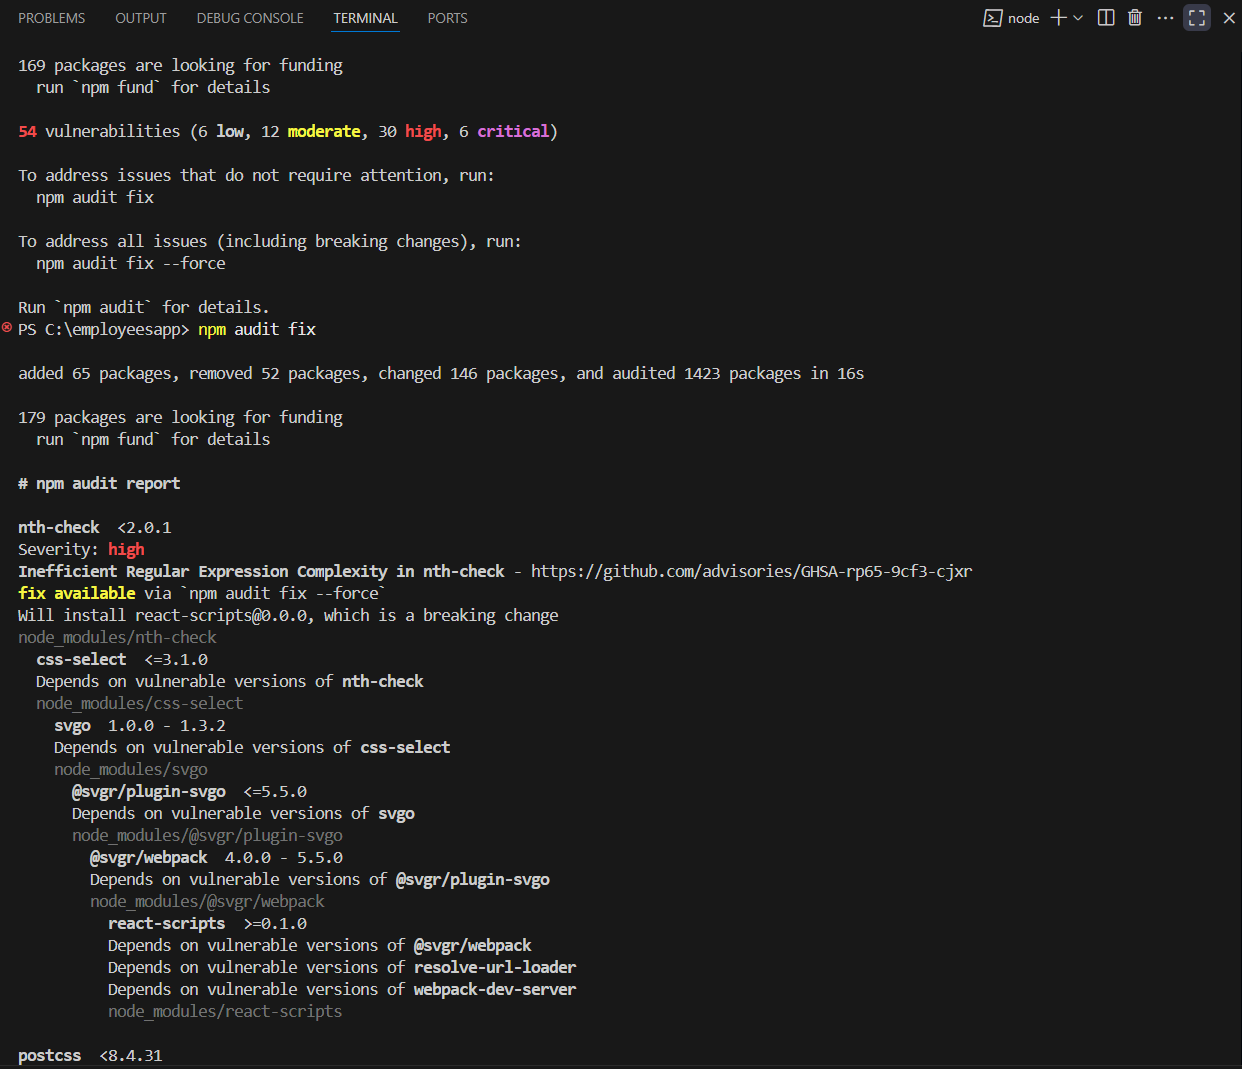 PROBLEMS OUTPUT DEBUG CONSOLE TERMINAL PORTS node
169 packages are looking for funding
  run `npm fund` for details
54 vulnerabilities (6 low, 12 moderate, 30 high, 6 critical)
To address issues that do not require attention, run:
  npm audit fix
To address all issues (including breaking changes), run:
  npm audit fix --force
Run `npm audit` for details.
PS C:\employeesapp> npm audit fix
added 65 packages, removed 52 packages, changed 146 packages, and audited 1423 packages in 16s
179 packages are looking for funding
  run `npm fund` for details
# npm audit report
nth-check  <2.0.1
Severity: high
Inefficient Regular Expression Complexity in nth-check - https://github.com/advisories/GHSA-rp65-9cf3-cjxr
fix available via `npm audit fix --force`
Will install react-scripts@0.0.0, which is a breaking change
node_modules/nth-check
  css-select  <=3.1.0
  Depends on vulnerable versions of nth-check
  node_modules/css-select
    svgo  1.0.0 - 1.3.2
    Depends on vulnerable versions of css-select
    node_modules/svgo
      @svgr/plugin-svgo  <=5.5.0
      Depends on vulnerable versions of svgo
      node_modules/@svgr/plugin-svgo
        @svgr/webpack  4.0.0 - 5.5.0
        Depends on vulnerable versions of @svgr/plugin-svgo
        node_modules/@svgr/webpack
          react-scripts  >=0.1.0
          Depends on vulnerable versions of @svgr/webpack
          Depends on vulnerable versions of resolve-url-loader
          Depends on vulnerable versions of webpack-dev-server
          node_modules/react-scripts
postcss  <8.4.31